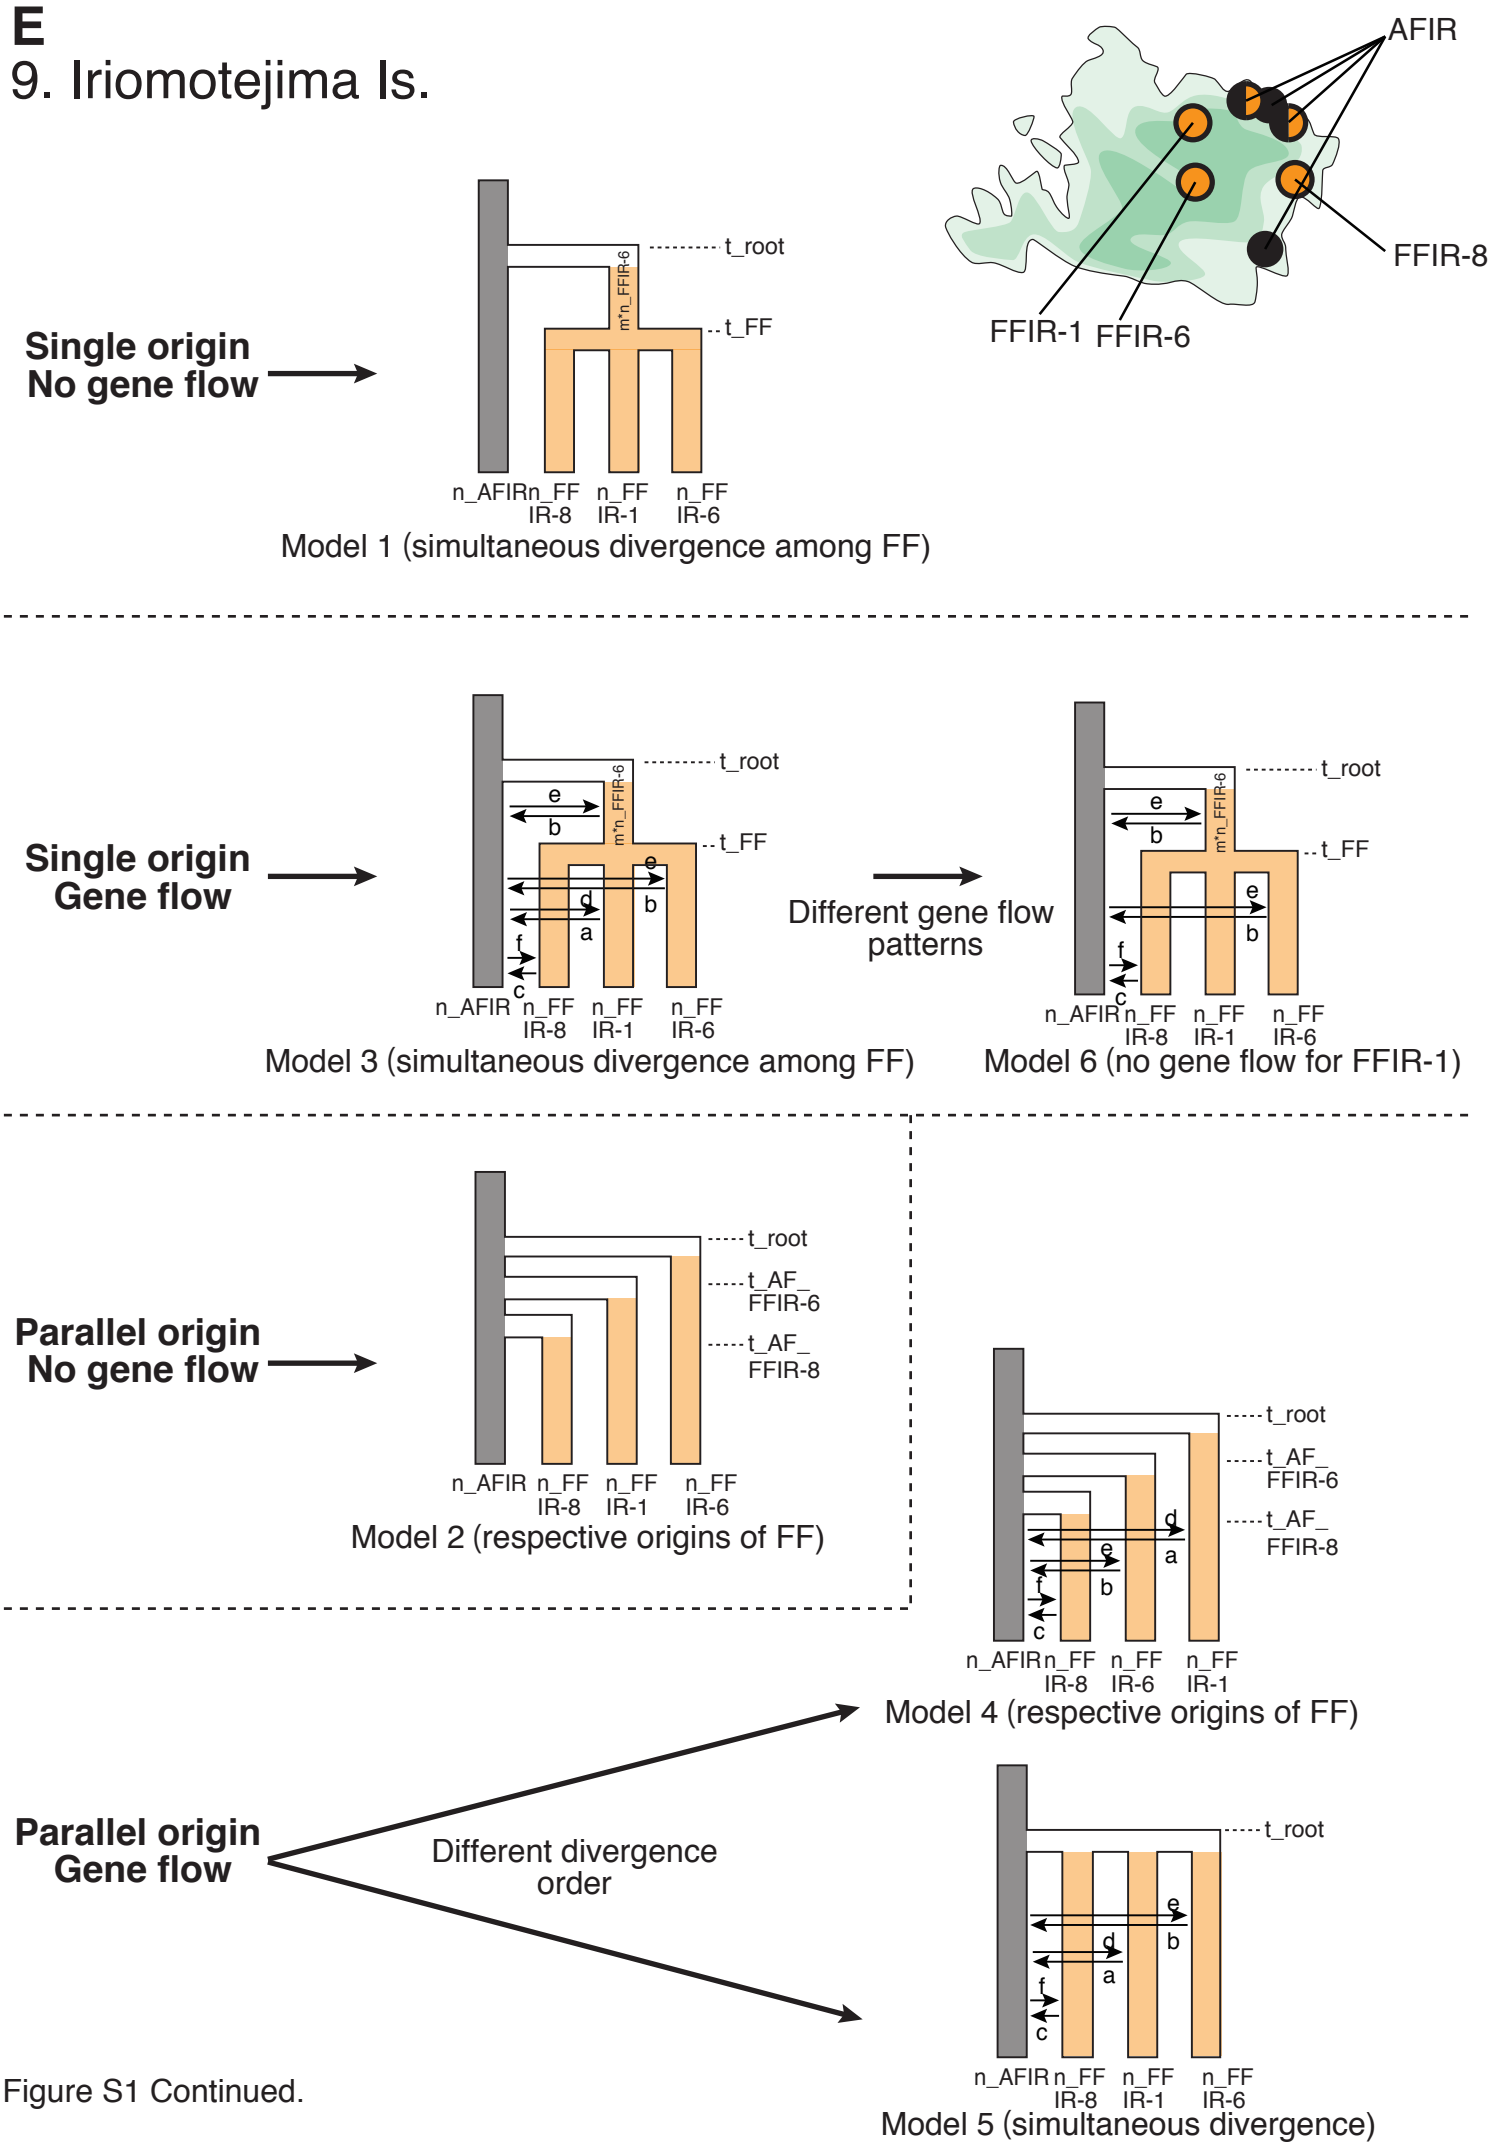 E
9. Iriomotejima Is.
AFIR
FFIR-8
FFIR-1
FFIR-6
Single origin
No gene flow
t_root
m*n_FFIR-6
t_FF
n_AFIR
n_FF
IR-8
n_FF
IR-1
n_FF
IR-6
Model 1 (simultaneous divergence among FF)
Single origin
Gene flow
t_root
m*n_FFIR-6
e
b
t_FF
e
b
d
a
f
c
n_AFIR
n_FF
IR-8
n_FF
IR-1
n_FF
IR-6
Model 3 (simultaneous divergence among FF)
Different gene flow
patterns
t_root
m*n_FFIR-6
e
b
t_FF
e
b
f
c
n_AFIR
n_FF
IR-8
n_FF
IR-1
n_FF
IR-6
Model 6 (no gene flow for FFIR-1)
Parallel origin
No gene flow
t_root
t_AF_
FFIR-6
t_AF_
FFIR-8
n_AFIR
n_FF
IR-8
n_FF
IR-1
n_FF
IR-6
Model 2 (respective origins of FF)
t_root
t_AF_
FFIR-6
t_AF_
FFIR-8
d
a
e
b
f
c
n_AFIR
n_FF
IR-8
n_FF
IR-6
n_FF
IR-1
Model 4 (respective origins of FF)
Parallel origin
Gene flow
Different divergence
order
t_root
e
b
d
a
f
c
n_AFIR
n_FF
IR-8
n_FF
IR-1
n_FF
IR-6
Model 5 (simultaneous divergence)
Figure S1 Continued.